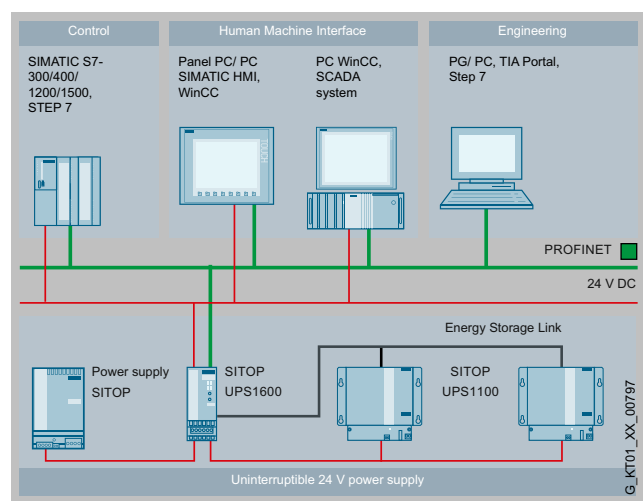 Control
Human Machine Interface
Engineering
SIMATIC S7-
300/400/
1200/1500,
STEP 7
Panel PC/ PC
SIMATIC HMI,
WinCC
PC WinCC,
SCADA
system
PG/ PC, TIA Portal,
Step 7
PROFINET
24 V DC
Energy Storage Link
Power supply
SITOP
SITOP
UPS1600
SITOP
UPS1100
Uninterruptible 24 V power supply
G_KT01_XX_00797